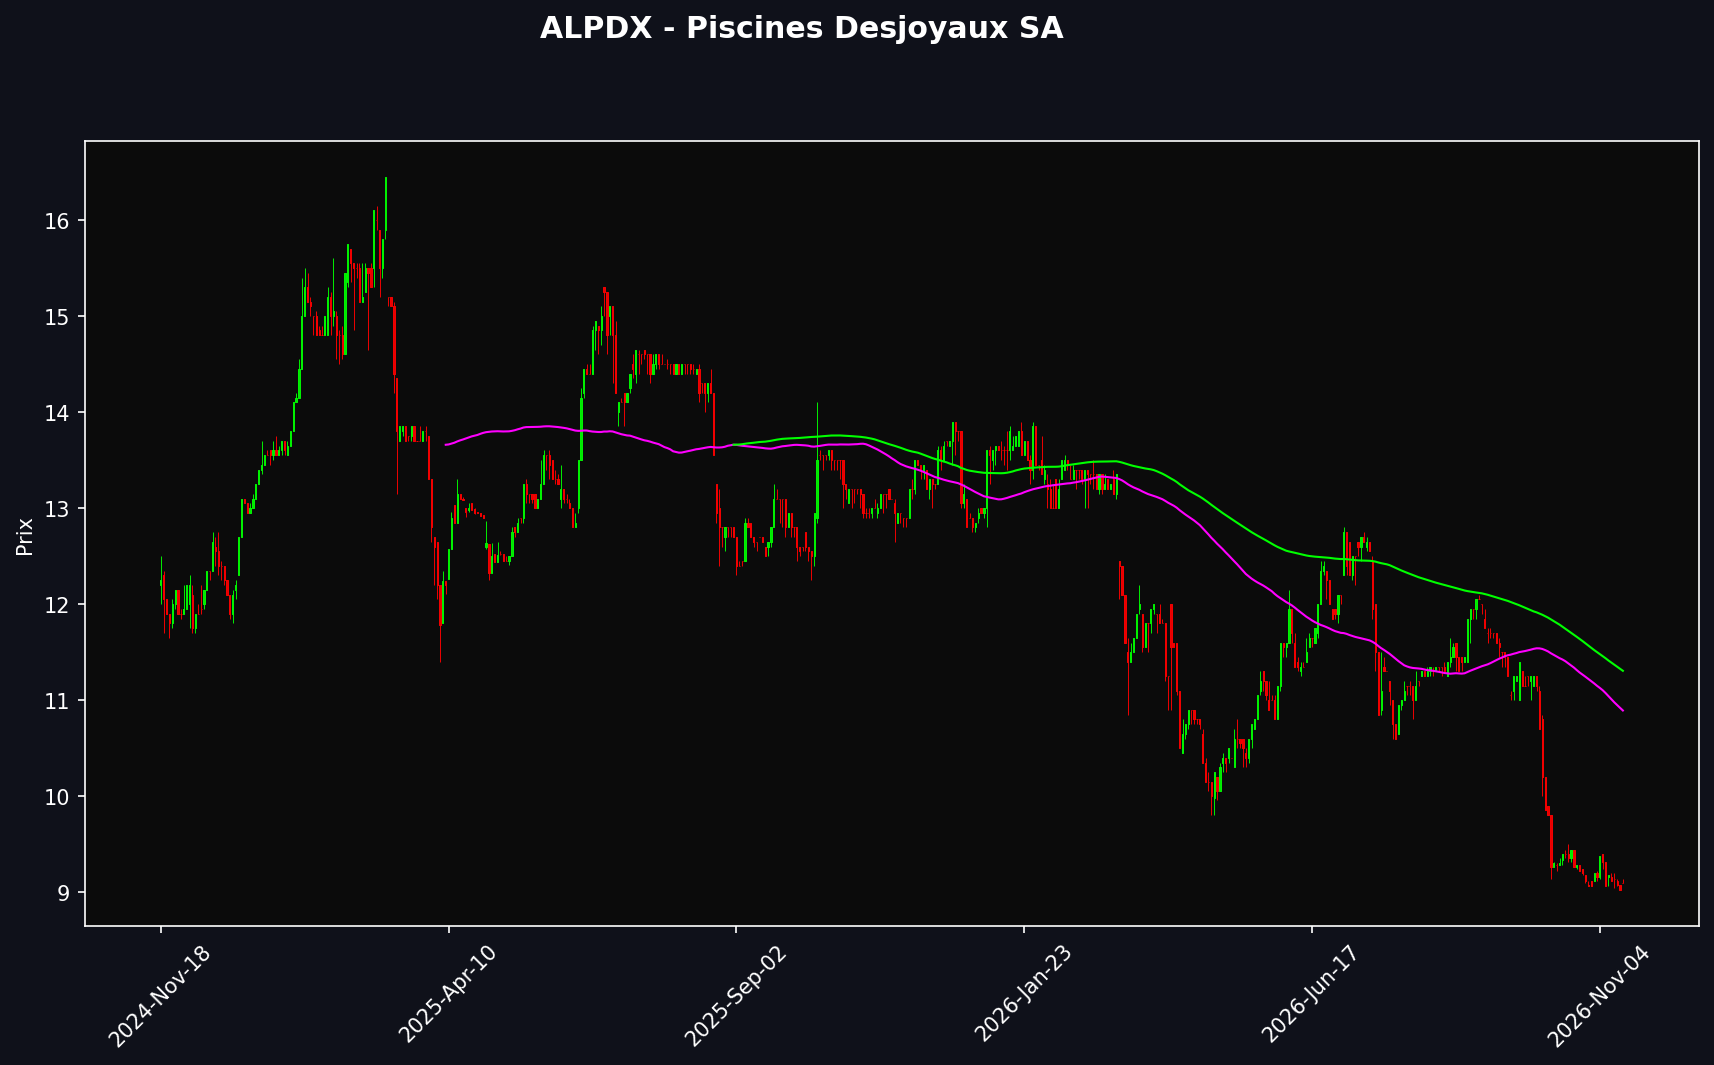 ALPDX - Piscines Desjoyaux SA
Prix
16
15
14
13
12
11
10
9
2024-Nov-18
2025-Apr-10
2025-Sep-02
2026-Jan-23
2026-Jun-17
2026-Nov-04